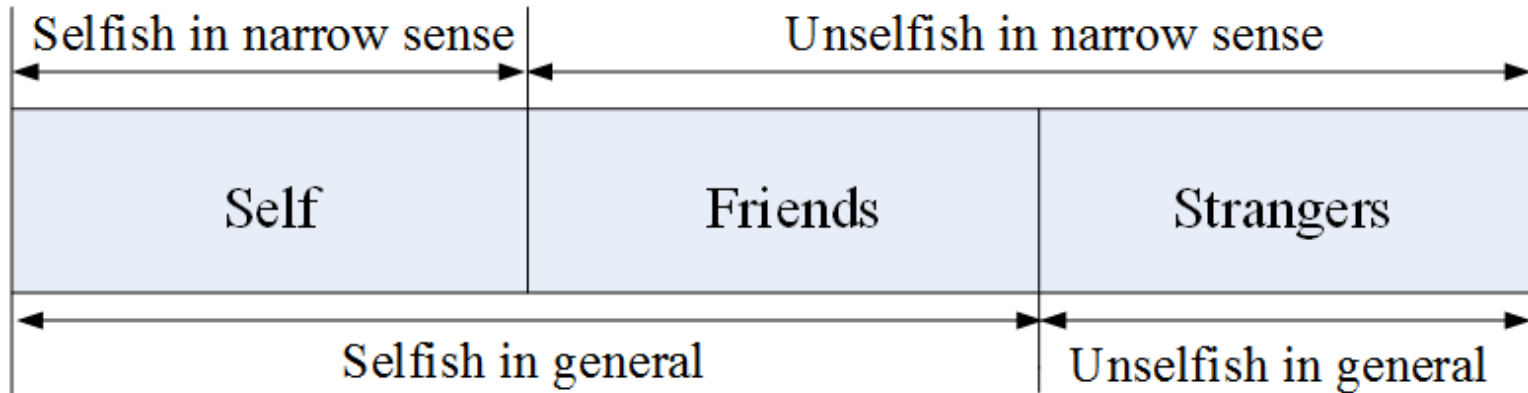 Selfish in narrow sense
Unselfish in narrow sense
Self
Friends
Strangers
Selfish in general
Unselfish in general